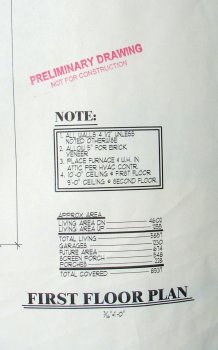 PRELIMINARY DRAWING
NOT FOR CONSTRUCTION
NOTE:
1. ALL WALLS 4 1/2" UNLESS
NOTED OTHERWISE
2. ALLOW 5" FOR BRICK
VENEER
3. PLACE FURNACE & W.H. IN
ATTIC PER HVAC CONTR.
4. 10'-0" CEILING @ FIRST FLOOR
9'-0" CEILING @ SECOND FLOOR
APPROX AREA
LIVING AREA DN
LIVING AREA UP
TOTAL LIVING
GARAGES
FUTURE AREA
SCREEN PORCH
PORCHES
TOTAL COVERED
FIRST FLOOR PLAN